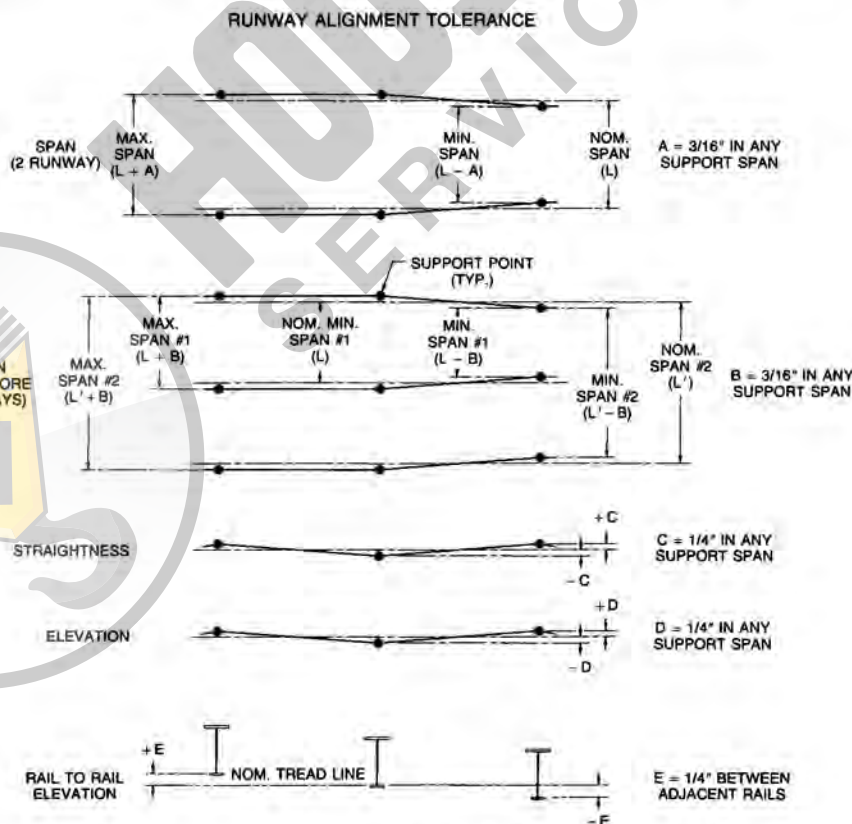 RUNWAY ALIGNMENT TOLERANCE
SPAN
(2 RUNWAY)
MAX.
SPAN
(L + A)
MIN.
SPAN
(L - A)
NOM.
SPAN
(L)
A = 3/16" IN ANY
SUPPORT SPAN
SUPPORT POINT
(TYP.)
MAX.
SPAN #2
(L' + B)
MAX.
SPAN #1
(L + B)
NOM. MIN.
SPAN #1
(L)
MIN.
SPAN #1
(L - B)
MIN.
SPAN #2
(L' - B)
NOM.
SPAN #2
(L')
B = 3/16" IN ANY
SUPPORT SPAN
STRAIGHTNESS
+C
-C
C = 1/4" IN ANY
SUPPORT SPAN
ELEVATION
+D
-D
D = 1/4" IN ANY
SUPPORT SPAN
RAIL TO RAIL
ELEVATION
+E
NOM. TREAD LINE
-E
E = 1/4" BETWEEN
ADJACENT RAILS